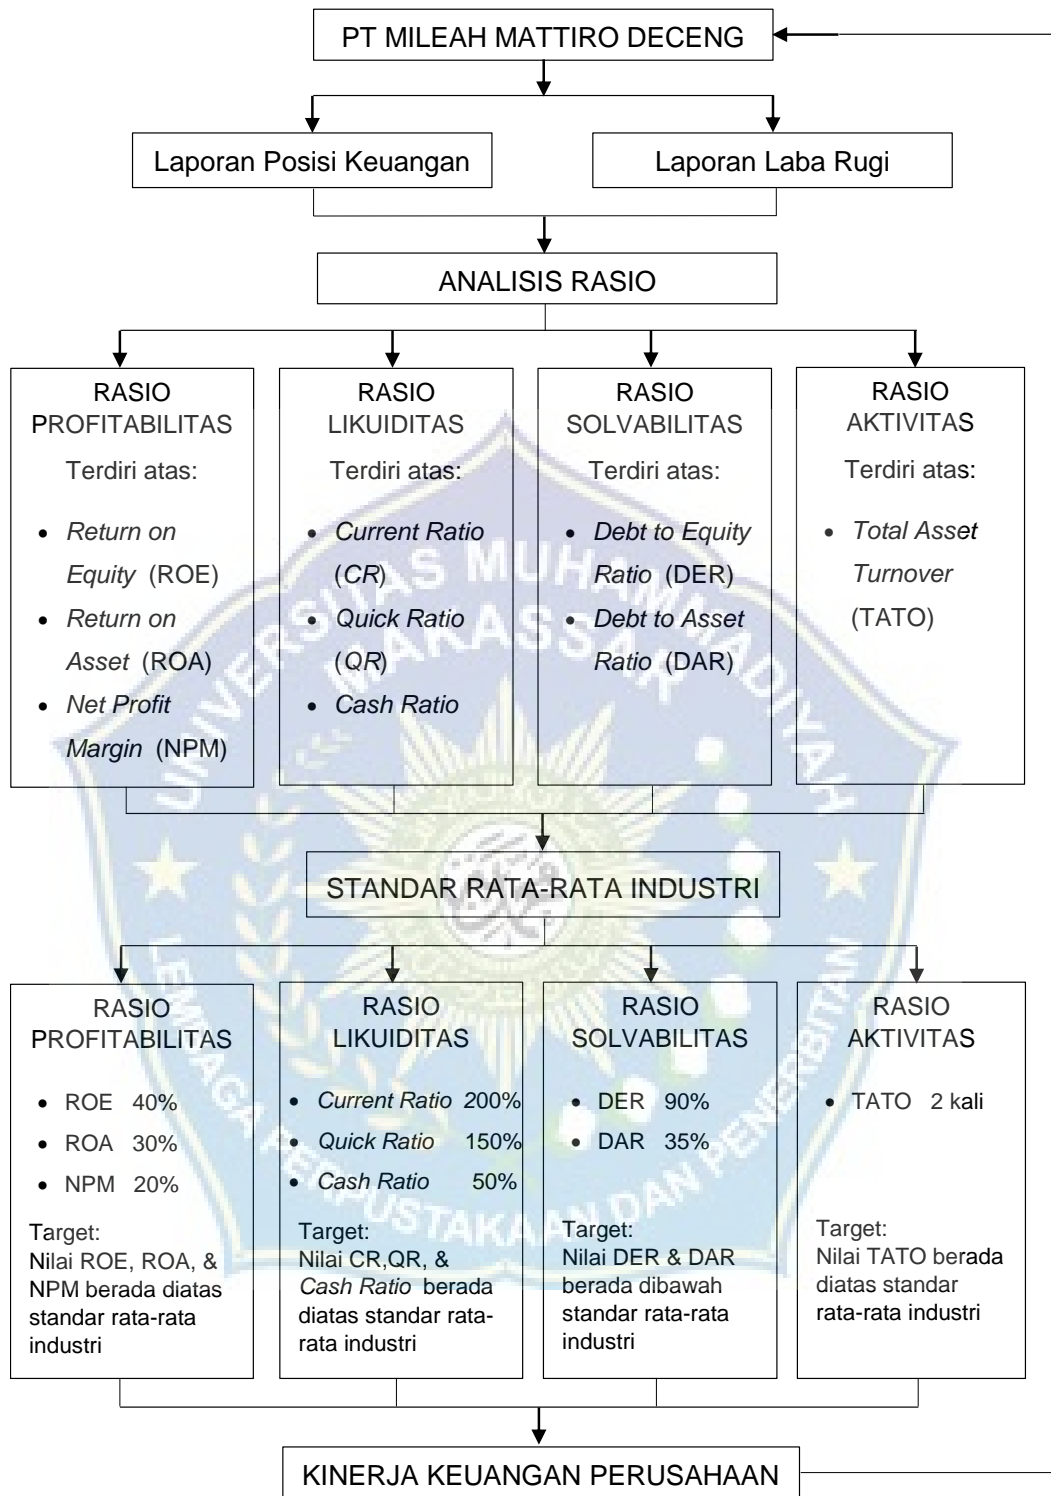 PT MILEAH MATTIRO DECENG
Laporan Posisi Keuangan
Laporan Laba Rugi
ANALISIS RASIO
RASIO
PROFITABILITAS
Terdiri atas:
• Return on
Equity (ROE)
• Return on
Asset (ROA)
• Net Profit
Margin (NPM)
RASIO
LIKUIDITAS
Terdiri atas:
• Current Ratio
(CR)
• Quick Ratio
(QR)
• Cash Ratio
RASIO
SOLVABILITAS
Terdiri atas:
• Debt to Equity
Ratio (DER)
• Debt to Asset
Ratio (DAR)
RASIO
AKTIVITAS
Terdiri atas:
• Total Asset
Turnover
(TATO)
UNIVERSITAS MUHAMMADIYAH
MAKASSAR
STANDAR RATA-RATA INDUSTRI
RASIO
PROFITABILITAS
• ROE 40%
• ROA 30%
• NPM 20%
Target:
Nilai ROE, ROA, &
NPM berada diatas
standar rata-rata
industri
RASIO
LIKUIDITAS
• Current Ratio 200%
• Quick Ratio 150%
• Cash Ratio 50%
Target:
Nilai CR,QR, &
Cash Ratio berada
diatas standar rata-
rata industri
RASIO
SOLVABILITAS
• DER 90%
• DAR 35%
Target:
Nilai DER & DAR
berada dibawah
standar rata-rata
industri
RASIO
AKTIVITAS
• TATO 2 kali
Target:
Nilai TATO berada
diatas standar
rata-rata industri
LEMBAGA PERPUSTAKAAN DAN PENERBITAN
KINERJA KEUANGAN PERUSAHAAN